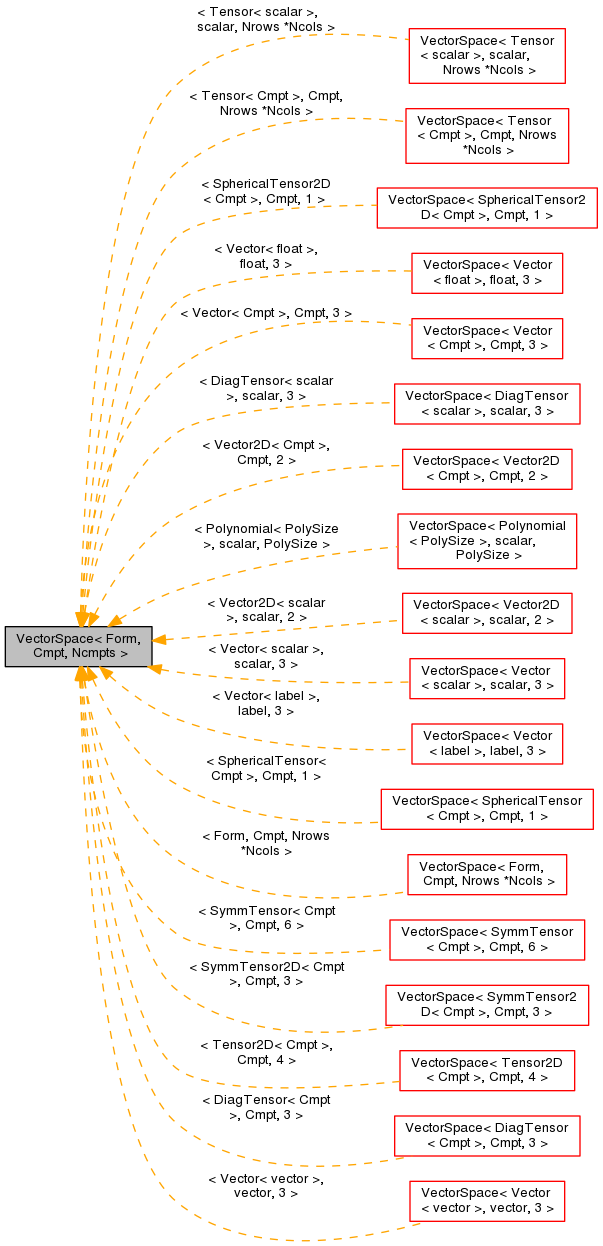 < Tensor< scalar >,
scalar, Nrows *Ncols >
VectorSpace< Tensor
< scalar >, scalar,
Nrows *Ncols >
< Tensor< Cmpt >, Cmpt,
Nrows *Ncols >
VectorSpace< Tensor
< Cmpt >, Cmpt, Nrows
*Ncols >
< SphericalTensor2D
< Cmpt >, Cmpt, 1 >
VectorSpace< SphericalTensor2
D< Cmpt >, Cmpt, 1 >
< Vector< float >,
float, 3 >
VectorSpace< Vector
< float >, float, 3 >
< Vector< Cmpt >, Cmpt, 3 >
VectorSpace< Vector
< Cmpt >, Cmpt, 3 >
< DiagTensor< scalar
>, scalar, 3 >
VectorSpace< DiagTensor
< scalar >, scalar, 3 >
< Vector2D< Cmpt >,
Cmpt, 2 >
VectorSpace< Vector2D
< Cmpt >, Cmpt, 2 >
< Polynomial< PolySize
>, scalar, PolySize >
VectorSpace< Polynomial
< PolySize >, scalar,
PolySize >
< Vector2D< scalar
>, scalar, 2 >
VectorSpace< Vector2D
< scalar >, scalar, 2 >
VectorSpace< Form,
Cmpt, Ncmpts >
< Vector< scalar >,
scalar, 3 >
VectorSpace< Vector
< scalar >, scalar, 3 >
< Vector< label >,
label, 3 >
VectorSpace< Vector
< label >, label, 3 >
< SphericalTensor<
Cmpt >, Cmpt, 1 >
VectorSpace< SphericalTensor
< Cmpt >, Cmpt, 1 >
< Form, Cmpt, Nrows
*Ncols >
VectorSpace< Form,
Cmpt, Nrows *Ncols >
< SymmTensor< Cmpt
>, Cmpt, 6 >
VectorSpace< SymmTensor
< Cmpt >, Cmpt, 6 >
< SymmTensor2D< Cmpt
>, Cmpt, 3 >
VectorSpace< SymmTensor2
D< Cmpt >, Cmpt, 3 >
< Tensor2D< Cmpt >,
Cmpt, 4 >
VectorSpace< Tensor2D
< Cmpt >, Cmpt, 4 >
< DiagTensor< Cmpt
>, Cmpt, 3 >
VectorSpace< DiagTensor
< Cmpt >, Cmpt, 3 >
< Vector< vector >,
vector, 3 >
VectorSpace< Vector
< vector >, vector, 3 >